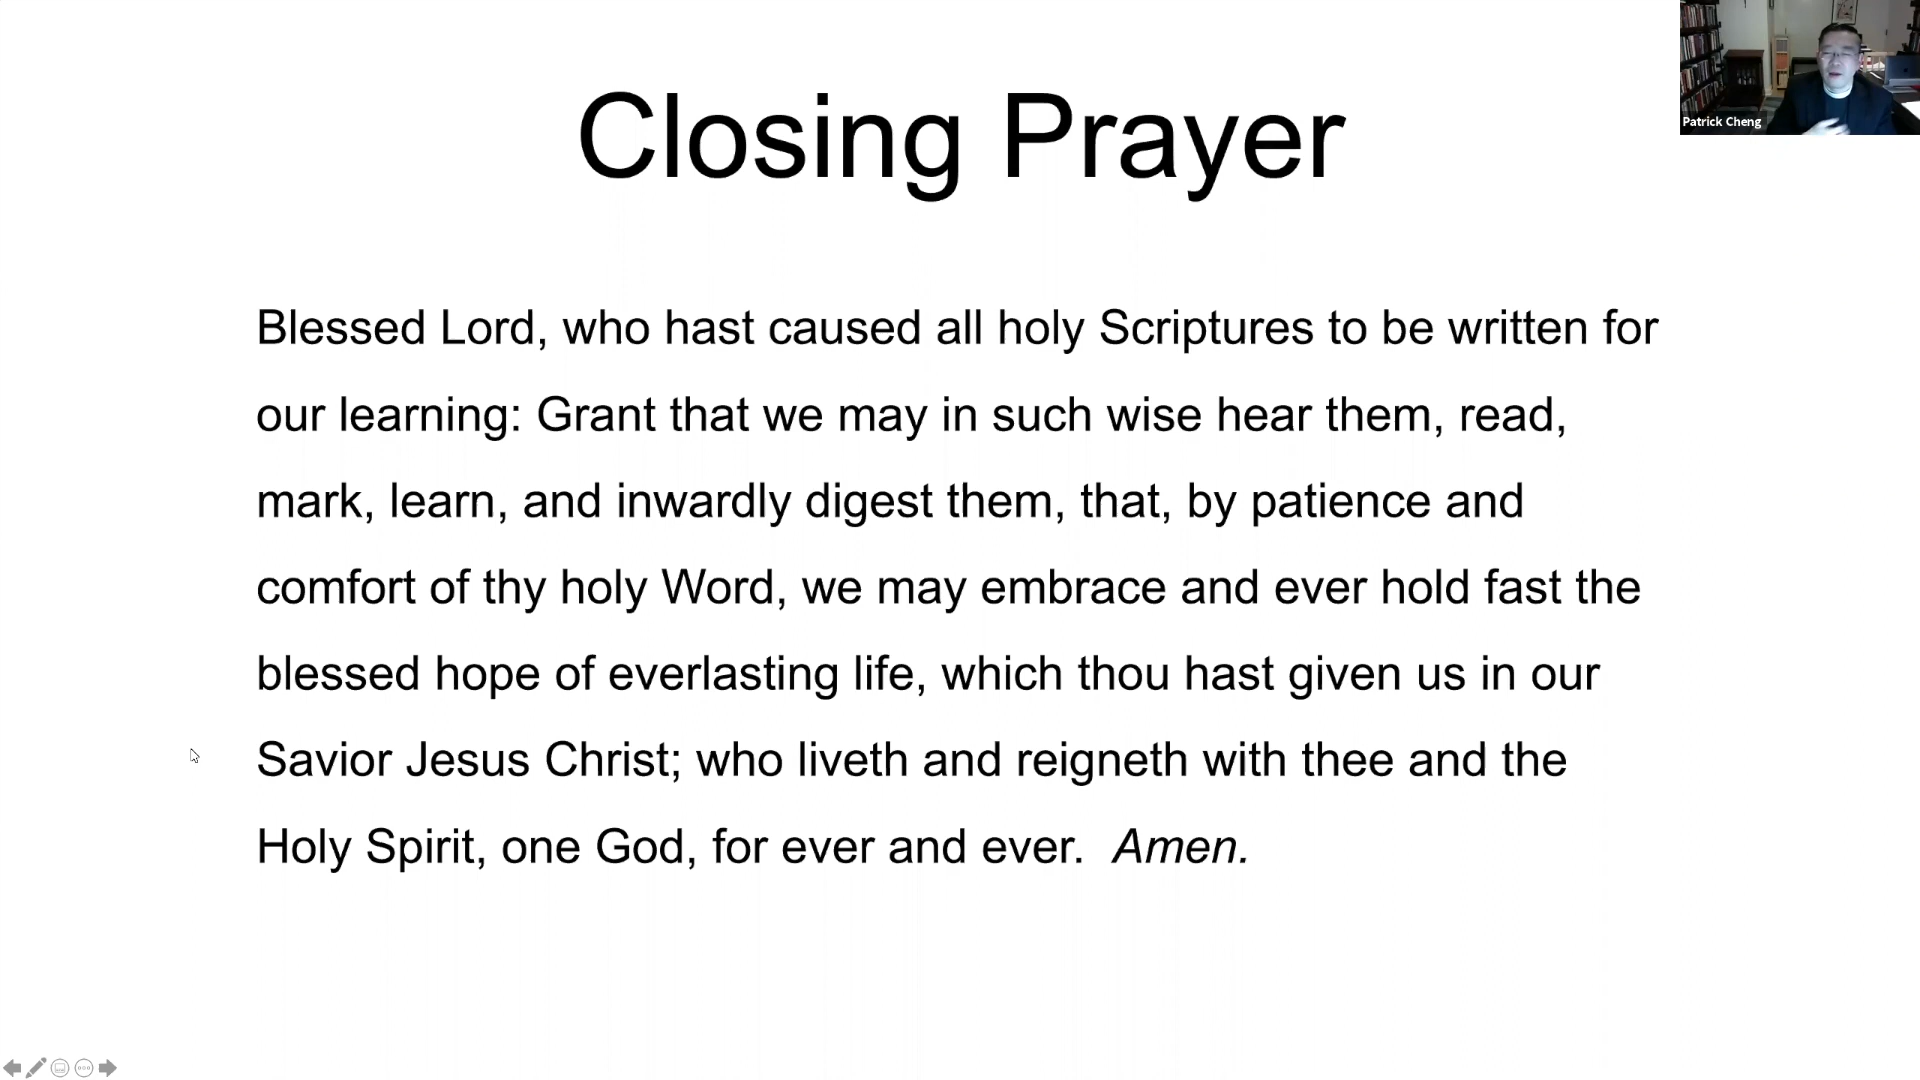 Closing Prayer
Patrick Cheng
Blessed Lord, who hast caused all holy Scriptures to be written for
our learning: Grant that we may in such wise hear them, read,
mark, learn, and inwardly digest them, that, by patience and
comfort of thy holy Word, we may embrace and ever hold fast the
blessed hope of everlasting life, which thou hast given us in our
Savior Jesus Christ; who liveth and reigneth with thee and the
Holy Spirit, one God, for ever and ever.  Amen.